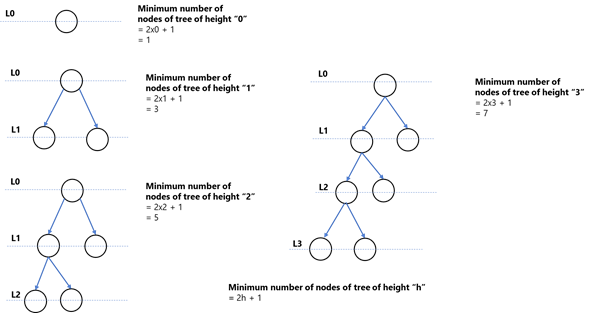 L0
Minimum number of
nodes of tree of height "0"
= 2x0 + 1
= 1
L0
Minimum number of
nodes of tree of height "1"
= 2x1 + 1
= 3
L1
L0
Minimum number of
nodes of tree of height "2"
= 2x2 + 1
= 5
L1
L2
L0
Minimum number of
nodes of tree of height "3"
= 2x3 + 1
= 7
L1
L2
L3
Minimum number of nodes of tree of height "h"
= 2h + 1